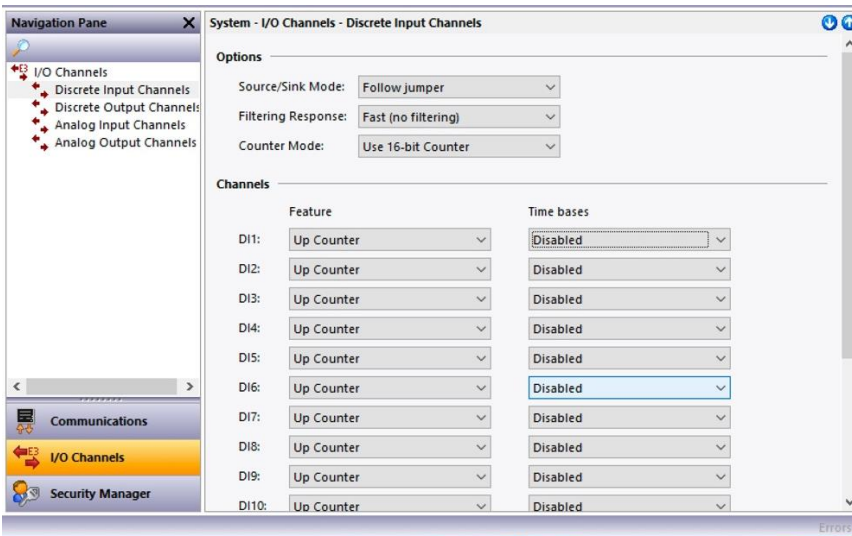 Navigation Pane X
I/O Channels
Discrete Input Channels
Discrete Output Channels
Analog Input Channels
Analog Output Channels
Communications
E3 I/O Channels
Security Manager
System - I/O Channels - Discrete Input Channels
Options
Source/Sink Mode: Follow jumper
Filtering Response: Fast (no filtering)
Counter Mode: Use 16-bit Counter
Channels
Feature Time bases
DI1: Up Counter Disabled
DI2: Up Counter Disabled
DI3: Up Counter Disabled
DI4: Up Counter Disabled
DI5: Up Counter Disabled
DI6: Up Counter Disabled
DI7: Up Counter Disabled
DI8: Up Counter Disabled
DI9: Up Counter Disabled
DI10: Up Counter Disabled
Errors